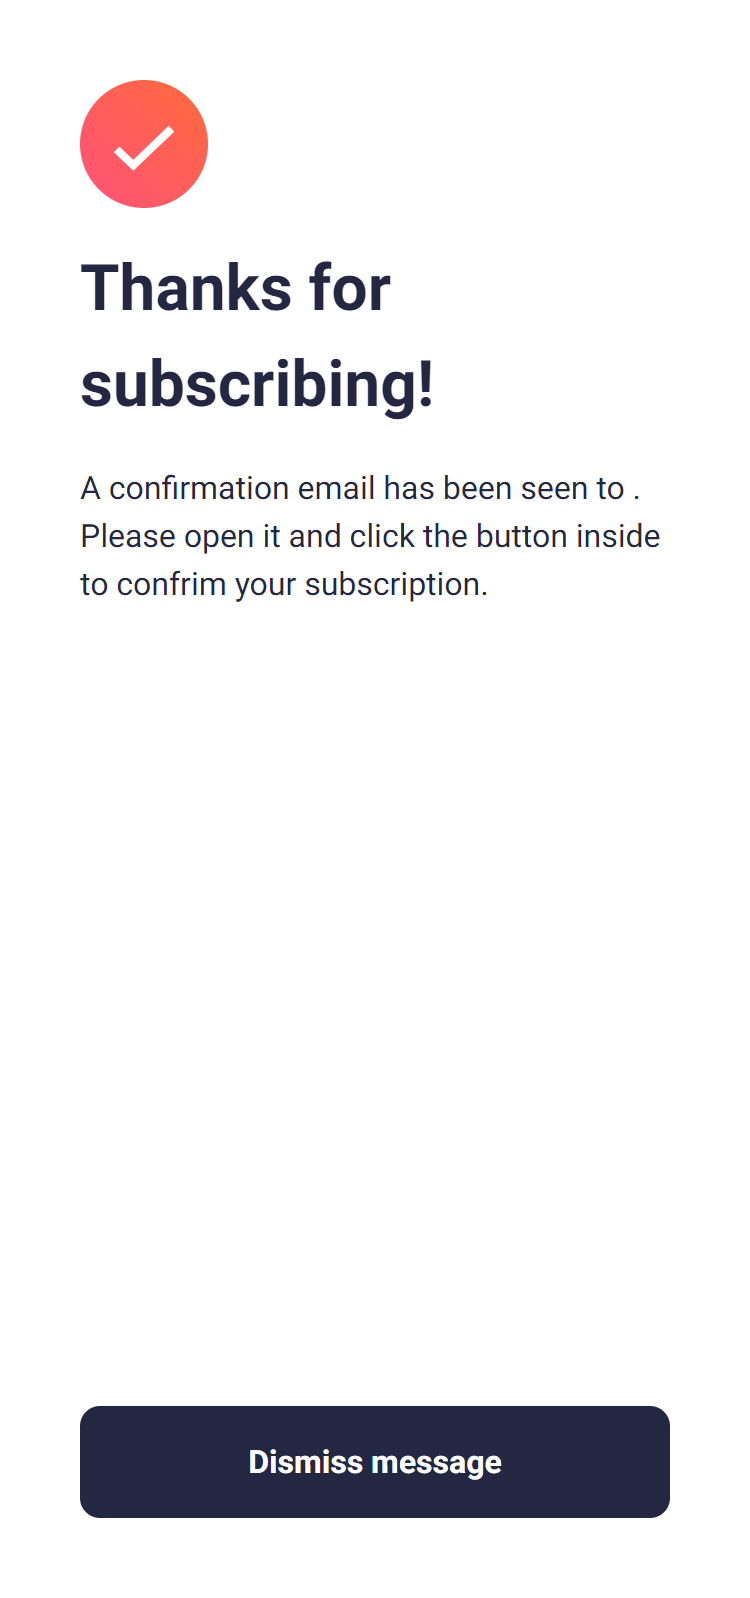 Thanks for
subscribing!
A confirmation email has been seen to .
Please open it and click the button inside
to confrim your subscription.
Dismiss message